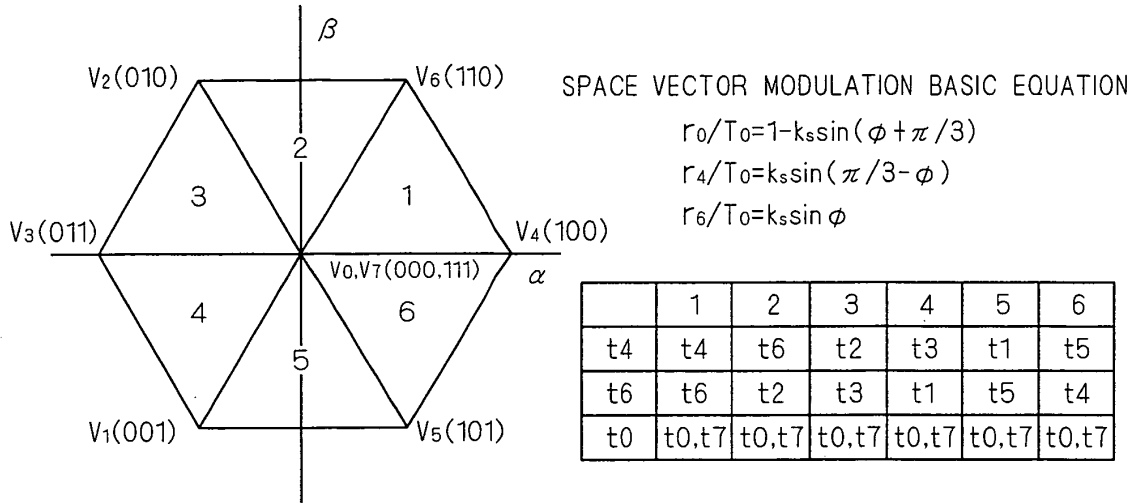 β
V2(010)
V6(110)
2
3
1
V3(011)
V4(100)
V0,V7(000,111)
α
4
6
5
V1(001)
V5(101)
SPACE VECTOR MODULATION BASIC EQUATION
r0/T0=1-kssin(φ+π/3)
r4/T0=kssin(π/3-φ)
r6/T0=kssinφ
1 2 3 4 5 6
t4 t4 t6 t2 t3 t1 t5
t6 t6 t2 t3 t1 t5 t4
t0 t0,t7 t0,t7 t0,t7 t0,t7 t0,t7 t0,t7